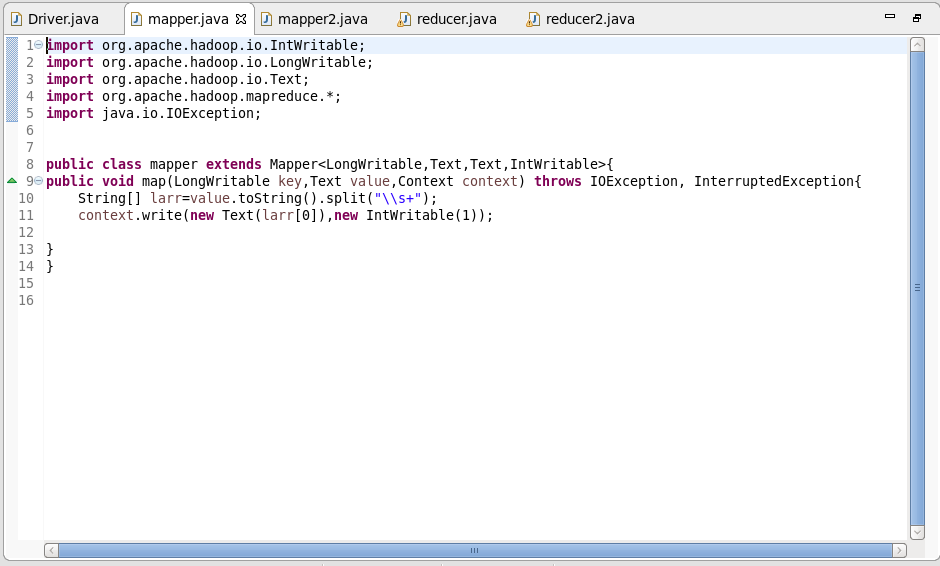 Driver.java mapper.java mapper2.java reducer.java reducer2.java
1 import org.apache.hadoop.io.IntWritable;
2 import org.apache.hadoop.io.LongWritable;
3 import org.apache.hadoop.io.Text;
4 import org.apache.hadoop.mapreduce.*;
5 import java.io.IOException;
6
7
8 public class mapper extends Mapper<LongWritable,Text,Text,IntWritable>{
9 public void map(LongWritable key,Text value,Context context) throws IOException, InterruptedException{
10     String[] larr=value.toString().split("\\s+");
11     context.write(new Text(larr[0]),new IntWritable(1));
12
13 }
14 }
15
16